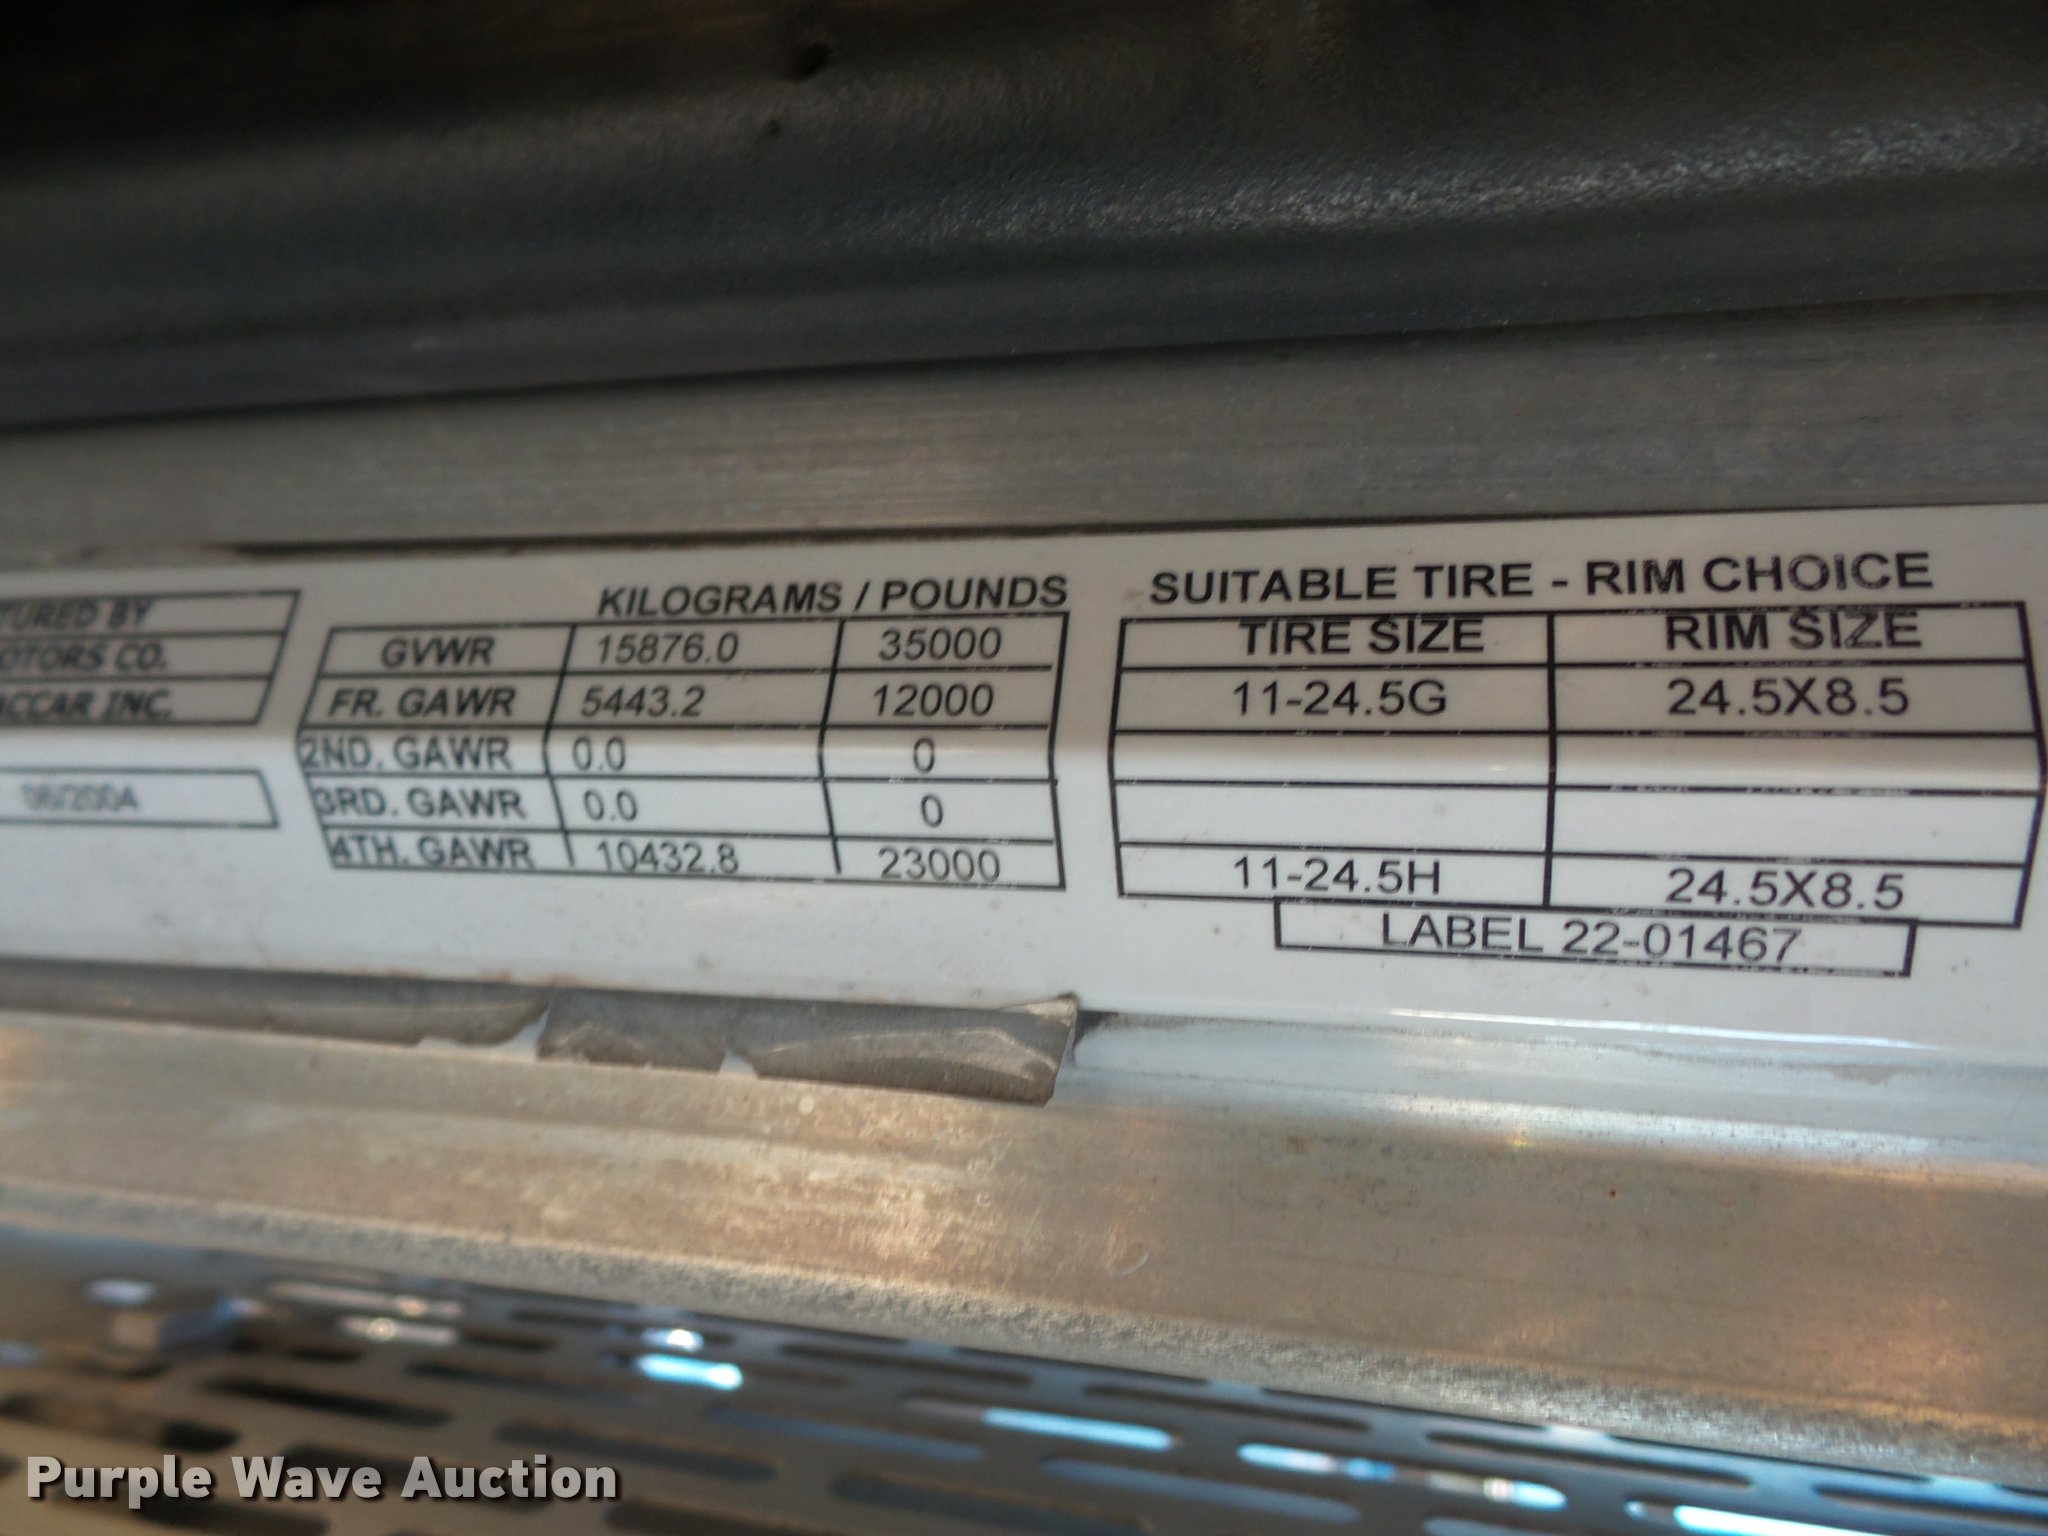 TURED BY
OTORS CO.
ACCAR INC.
06/2004
KILOGRAMS / POUNDS
GVWR 15876.0 35000
FR. GAWR 5443.2 12000
2ND. GAWR 0.0 0
3RD. GAWR 0.0 0
4TH. GAWR 10432.8 23000
SUITABLE TIRE - RIM CHOICE
TIRE SIZE RIM SIZE
11-24.5G 24.5X8.5
11-24.5H 24.5X8.5
LABEL 22-01467
Purple Wave Auction